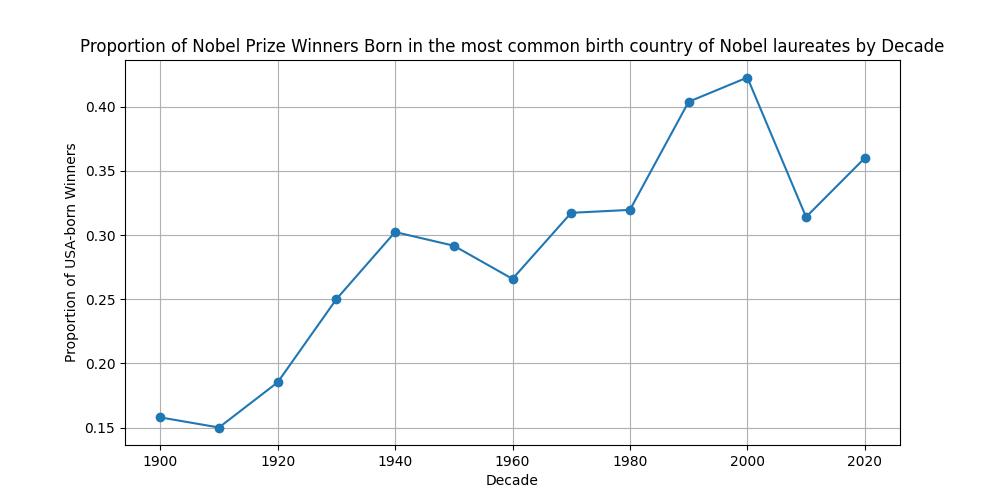 Proportion of Nobel Prize Winners Born in the most common birth country of Nobel laureates by Decade
Proportion of USA-born Winners
0.40
0.35
0.30
0.25
0.20
0.15
1900 1920 1940 1960 1980 2000 2020
Decade